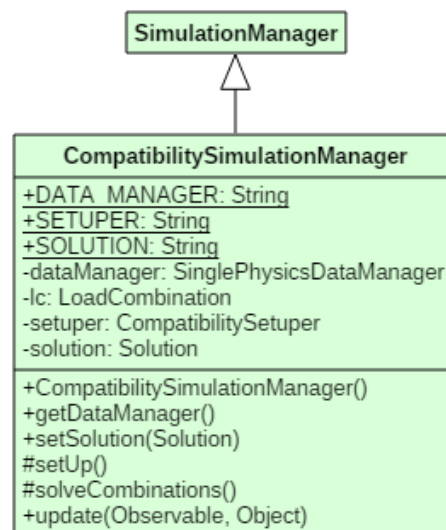 SimulationManager
CompatibilitySimulationManager
+DATA_MANAGER: String
+SETUPER: String
+SOLUTION: String
-dataManager: SinglePhysicsDataManager
-lc: LoadCombination
-setuper: CompatibilitySetuper
-solution: Solution
+CompatibilitySimulationManager()
+getDataManager()
+setSolution(Solution)
#setUp()
#solveCombinations()
+update(Observable, Object)